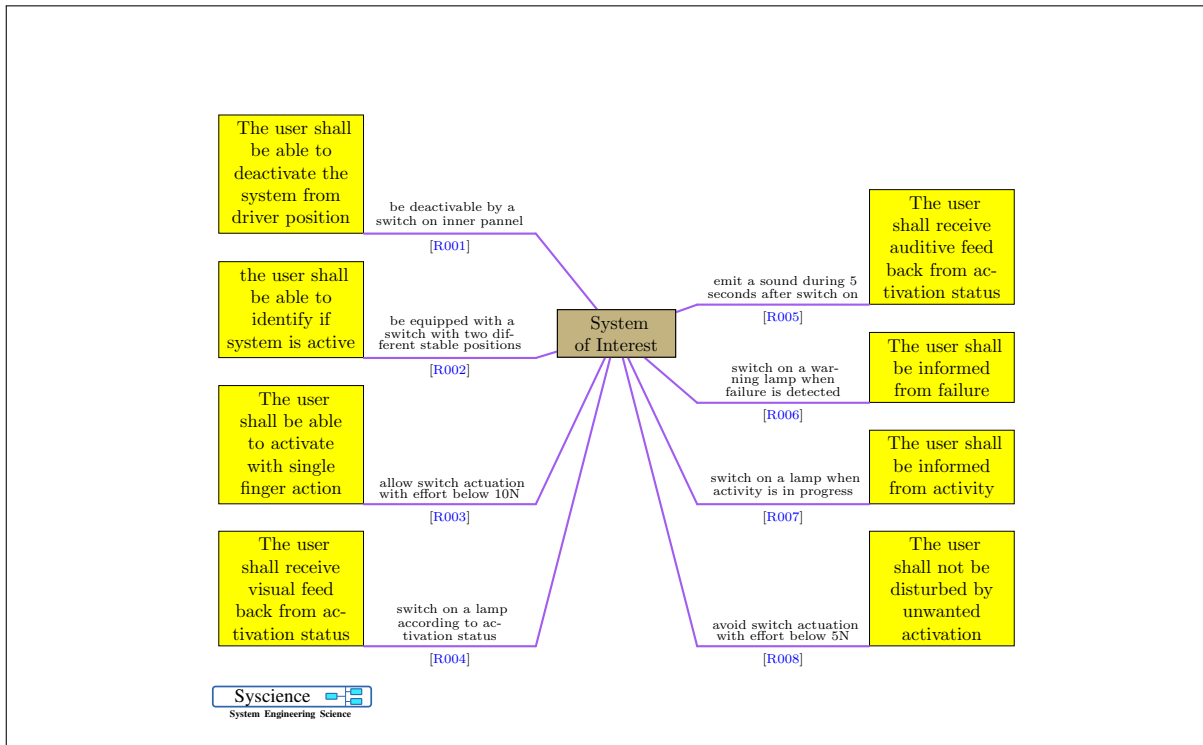 The user shall
be able to
deactivate the
system from
driver position
be deactivable by a
switch on inner pannel
[R001]
the user shall
be able to
identify if
system is active
be equipped with a
switch with two dif-
ferent stable positions
[R002]
The user
shall be able
to activate
with single
finger action
allow switch actuation
with effort below 10N
[R003]
The user
shall receive
visual feed
back from ac-
tivation status
switch on a lamp
according to ac-
tivation status
[R004]
System
of Interest
The user
shall receive
auditive feed
back from ac-
tivation status
emit a sound during 5
seconds after switch on
[R005]
The user shall
be informed
from failure
switch on a war-
ning lamp when
failure is detected
[R006]
The user shall
be informed
from activity
switch on a lamp when
activity is in progress
[R007]
The user
shall not be
disturbed by
unwanted
activation
avoid switch actuation
with effort below 5N
[R008]
Syscience
System Engineering Science